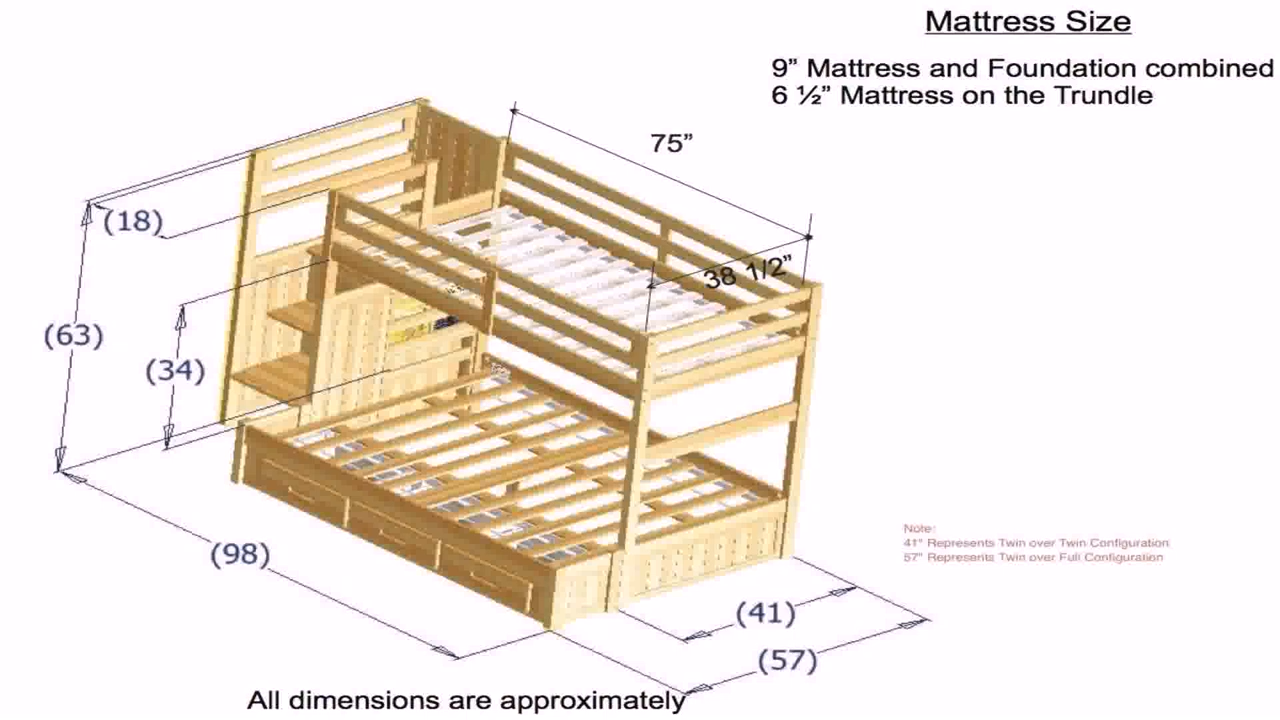 Mattress Size
9” Mattress and Foundation combined
6 ½” Mattress on the Trundle
75”
(18)
38 1/2”
(63)
(34)
Note:
41" Represents Twin over Twin Configuration
57" Represents Twin over Full Configuration
(98)
(41)
(57)
All dimensions are approximately